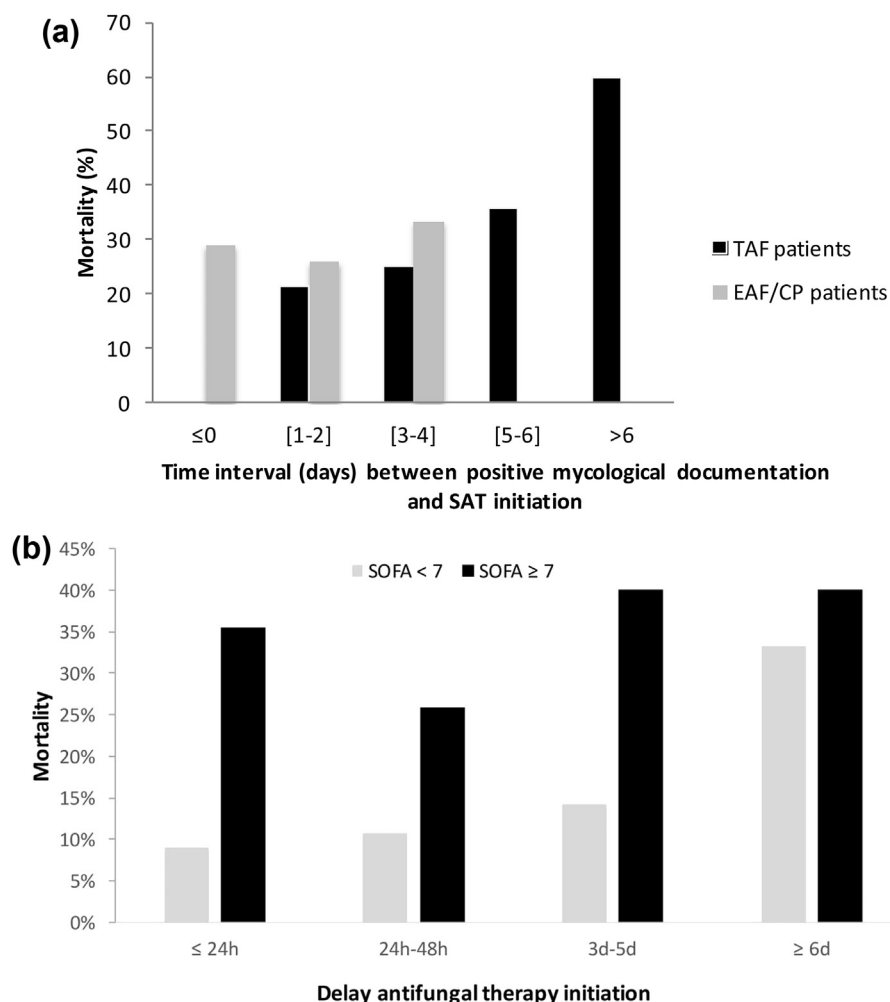 (a)
70
60
50
40
30
20
10
0
Mortality (%)
TAF patients
EAF/CP patients
≤0 [1-2] [3-4] [5-6] >6
Time interval (days) between positive mycological documentation
and SAT initiation
(b)
45%
40%
35%
30%
25%
20%
15%
10%
5%
0%
Mortality
SOFA < 7 SOFA ≥ 7
≤ 24h 24h-48h 3d-5d ≥ 6d
Delay antifungal therapy initiation